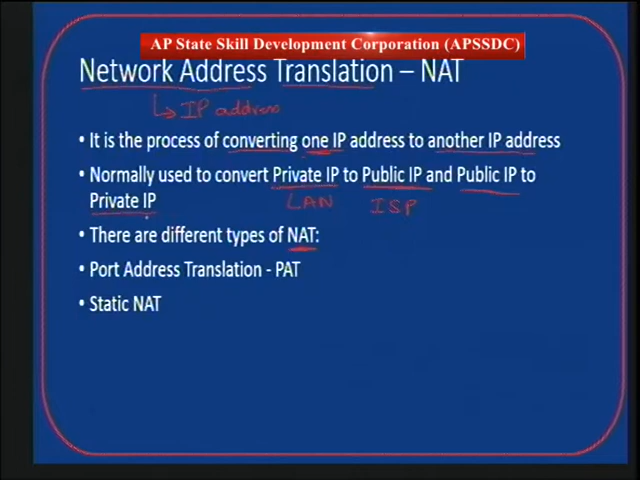 AP State Skill Development Corporation (APSSDC)
Network Address Translation – NAT
IP address
• It is the process of converting one IP address to another IP address
• Normally used to convert Private IP to Public IP and Public IP to
Private IP
LAN ISP
• There are different types of NAT:
• Port Address Translation - PAT
• Static NAT